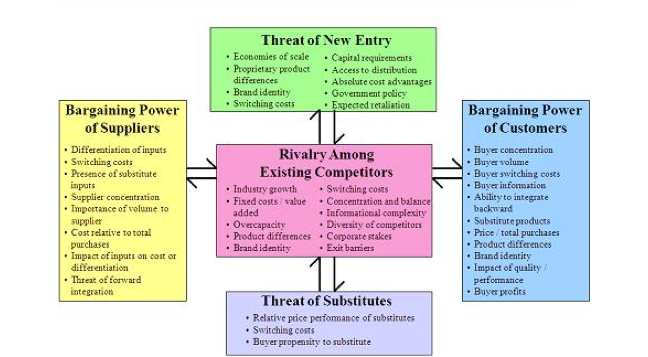 Threat of New Entry
• Economies of scale
• Proprietary product
differences
• Brand identity
• Switching costs
• Capital requirements
• Access to distribution
• Absolute cost advantages
• Government policy
• Expected retaliation
Bargaining Power
of Suppliers
• Differentiation of inputs
• Switching costs
• Presence of substitute
inputs
• Supplier concentration
• Importance of volume to
supplier
• Cost relative to total
purchases
• Impact of inputs on cost or
differentiation
• Threat of forward
integration
Rivalry Among
Existing Competitors
• Industry growth
• Fixed costs / value
added
• Overcapacity
• Product differences
• Brand identity
• Switching costs
• Concentration and balance
• Informational complexity
• Diversity of competitors
• Corporate stakes
• Exit barriers
Bargaining Power
of Customers
• Buyer concentration
• Buyer volume
• Buyer switching costs
• Buyer information
• Ability to integrate
backward
• Substitute products
• Price / total purchases
• Product differences
• Brand identity
• Impact of quality /
performance
• Buyer profits
Threat of Substitutes
• Relative price performance of substitutes
• Switching costs
• Buyer propensity to substitute